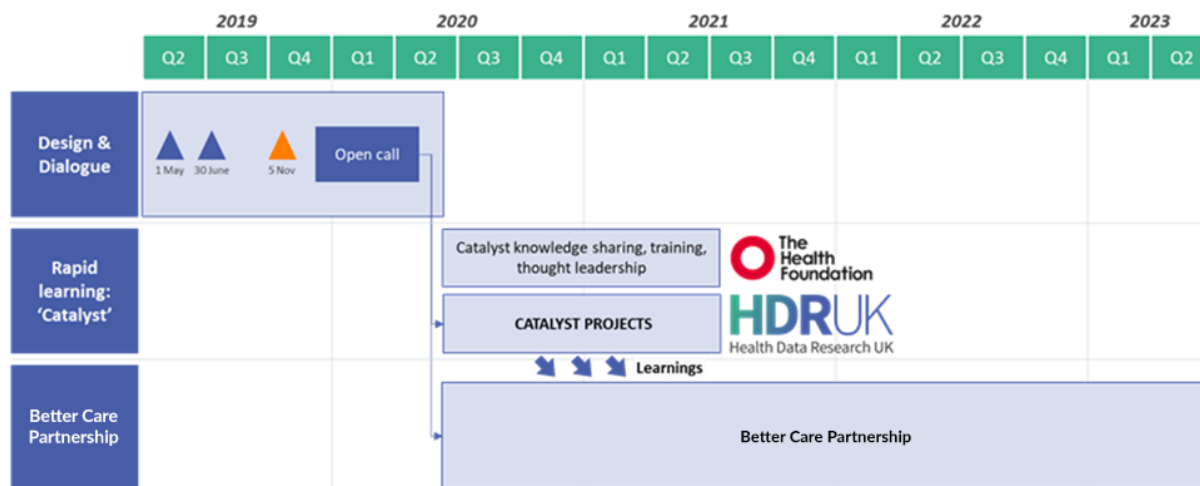 2019 2020 2021 2022 2023
Q2 Q3 Q4 Q1 Q2 Q3 Q4 Q1 Q2 Q3 Q4 Q1 Q2 Q3 Q4 Q1 Q2
Design &
Dialogue
1 May 30 June 5 Nov
Open call
Rapid
learning:
‘Catalyst’
Catalyst knowledge sharing, training,
thought leadership
The
Health
Foundation
CATALYST PROJECTS
HDRUK
Health Data Research UK
Learnings
Better Care
Partnership
Better Care Partnership